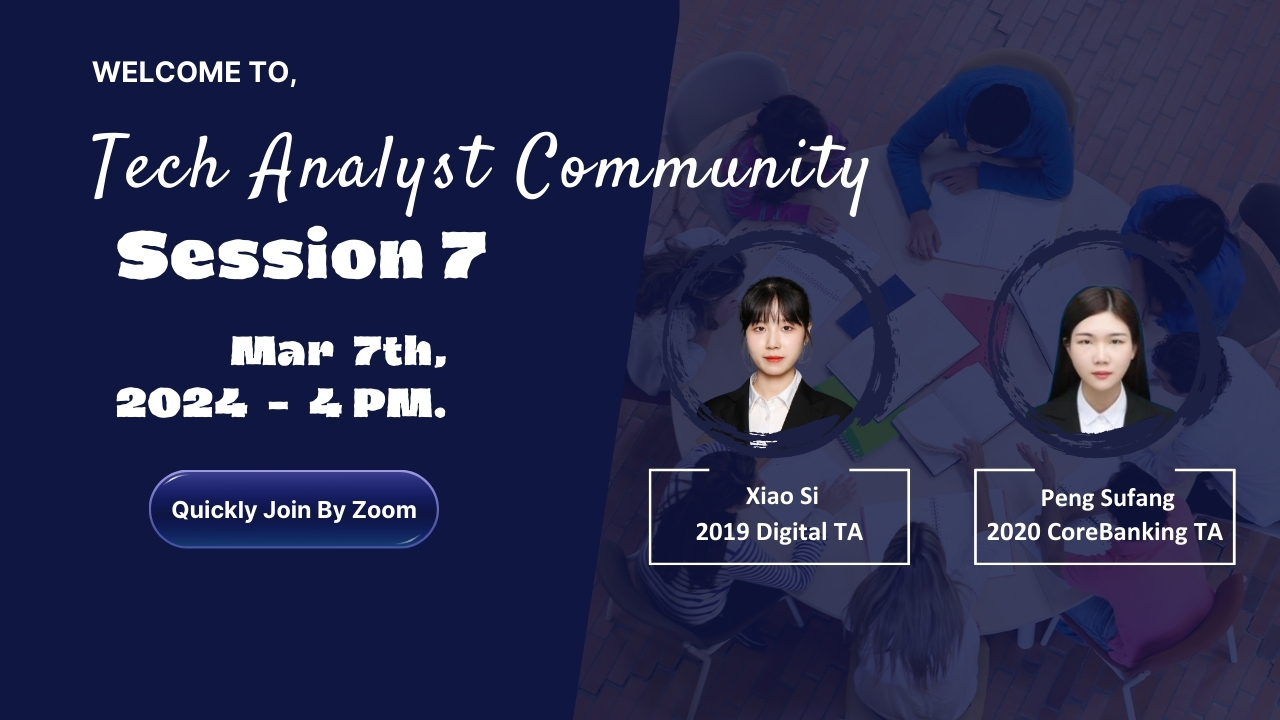 WELCOME TO,
Tech Analyst Community
Session 7
Mar 7th,
2024 - 4 PM.
Quickly Join By Zoom
Xiao Si
2019 Digital TA
Peng Sufang
2020 CoreBanking TA